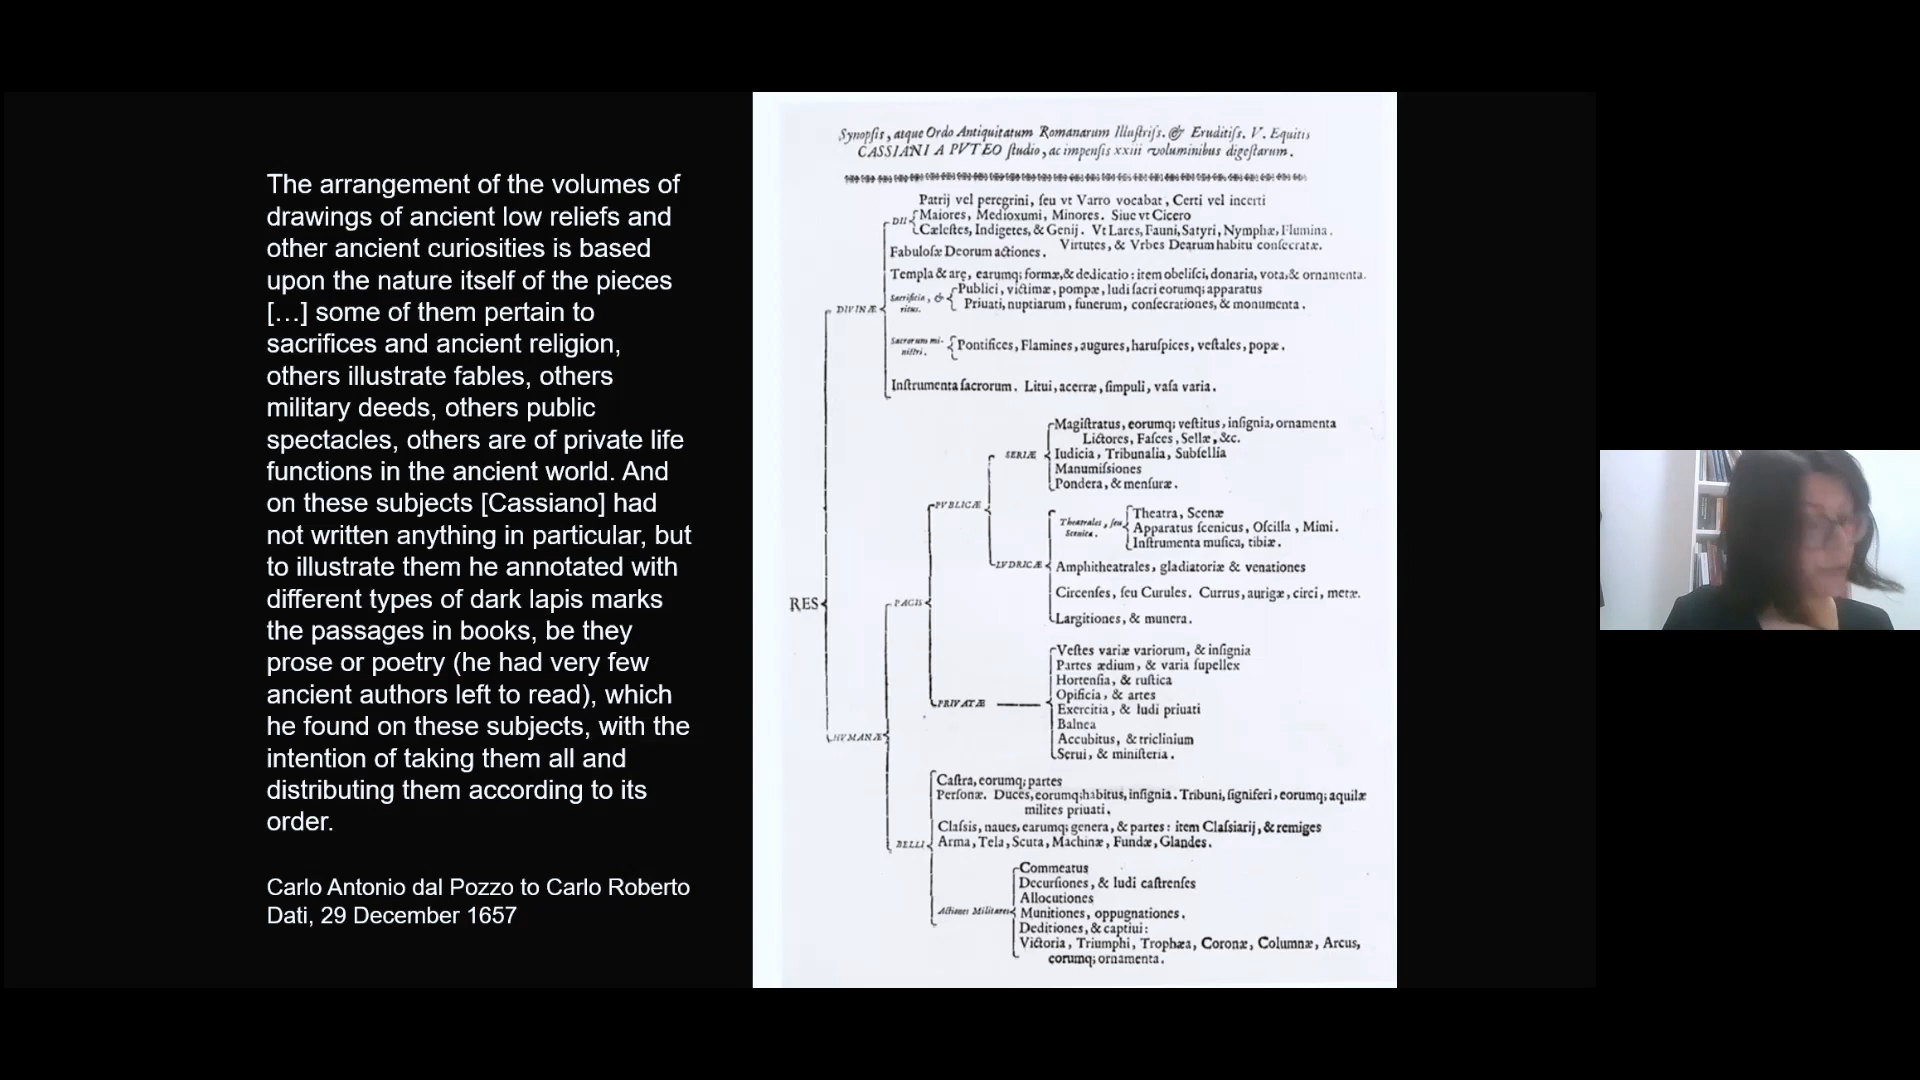 The arrangement of the volumes of
drawings of ancient low reliefs and
other ancient curiosities is based
upon the nature itself of the pieces
[…] some of them pertain to
sacrifices and ancient religion,
others illustrate fables, others
military deeds, others public
spectacles, others are of private life
functions in the ancient world. And
on these subjects [Cassiano] had
not written anything in particular, but
to illustrate them he annotated with
different types of dark lapis marks
the passages in books, be they
prose or poetry (he had very few
ancient authors left to read), which
he found on these subjects, with the
intention of taking them all and
distributing them according to its
order.
Carlo Antonio dal Pozzo to Carlo Roberto
Dati, 29 December 1657
Synopſis, atque Ordo Antiquitatum Romanarum Illuſtriſs. & Eruditiſs. V. Equitis
CASSIANI A PVTEO ſtudio, ac impenſis xxiii voluminibus digeſtarum.
RES
DIVINÆ
DII
Patrij vel peregrini, ſeu vt Varro vocabat, Certi vel incerti
Maiores, Medioxumi, Minores. Siue vt Cicero
Cæleſtes, Indigetes, & Genij. Vt Lares, Fauni, Satyri, Nymphæ, Flumina.
Virtutes, & Vrbes Dearum habitu conſecratæ.
Fabuloſæ Deorum actiones.
Templa & arę, earumq; formæ, & dedicatio: item obeliſci, donaria, vota, & ornamenta.
Sacrificia, &
ritus.
Publici, victimæ, pompæ, ludi ſacri eorumq; apparatus
Priuati, nuptiarum, funerum, conſecrationes, & monumenta.
Sacrorum mi-
niſtri.
Pontifices, Flamines, augures, haruſpices, veſtales, popæ.
Inſtrumenta ſacrorum. Litui, acerræ, ſimpuli, vaſa varia.
HVMANÆ
PACIS
PVBLICÆ
SERIÆ
Magiſtratus, eorumq; veſtitus, inſignia, ornamenta
Lictores, Faſces, Sellæ, &c.
Iudicia, Tribunalia, Subſellia
Manumiſsiones
Pondera, & menſuræ.
LVDRICÆ
Theatrales, ſeu
Scenica.
Theatra, Scenæ
Apparatus ſcenicus, Oſcilla, Mimi.
Inſtrumenta muſica, tibiæ.
Amphitheatrales, gladiatoriæ & venationes
Circenſes, ſeu Curules. Currus, aurigæ, circi, metæ.
Largitiones, & munera.
PRIVATÆ
Veſtes variæ variorum, & inſignia
Partes ædium, & varia ſupellex
Hortenſia, & ruſtica
Opificia, & artes
Exercitia, & ludi priuati
Balnea
Accubitus, & triclinium
Serui, & miniſteria.
BELLI
Caſtra, eorumq; partes
Perſonæ. Duces, eorumq; habitus, inſignia. Tribuni, ſigniferi, eorumq; aquilæ
milites priuati.
Claſsis, naues, earumq; genera, & partes: item Claſsiarij, & remiges
Arma, Tela, Scuta, Machinæ, Fundæ, Glandes.
Actiones Militares
Commeatus
Decurſiones, & ludi caſtrenſes
Allocutiones
Munitiones, oppugnationes.
Deditiones, & captiui:
Victoria, Triumphi, Trophæa, Coronæ, Columnæ, Arcus,
eorumq; ornamenta.